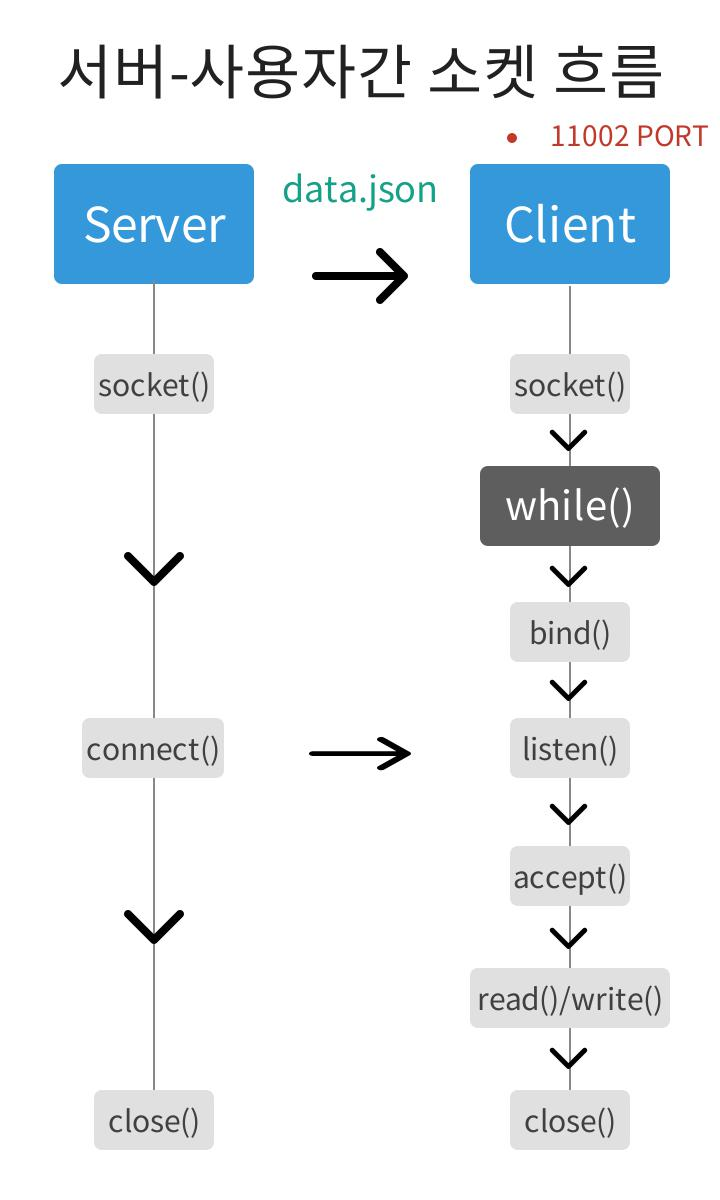 서버-사용자간 소켓 흐름
• 11002 PORT
Server
data.json
Client
socket()
socket()
while()
bind()
connect()
listen()
accept()
read()/write()
close()
close()